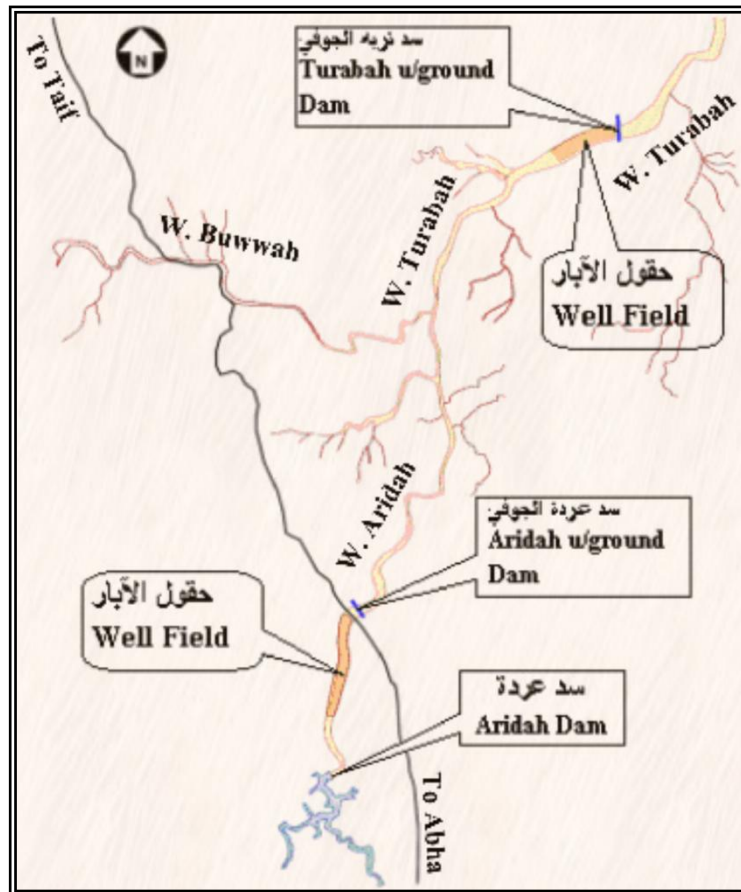 To Taif
N
سد تربه الجوفي
Turabah u/ground
Dam
W. Turabah
W. Buwwah
W. Turabah
حقول الآبار
Well Field
W. Aridah
سد عردة الجوفي
Aridah u/ground
Dam
حقول الآبار
Well Field
سد عردة
Aridah Dam
To Abha